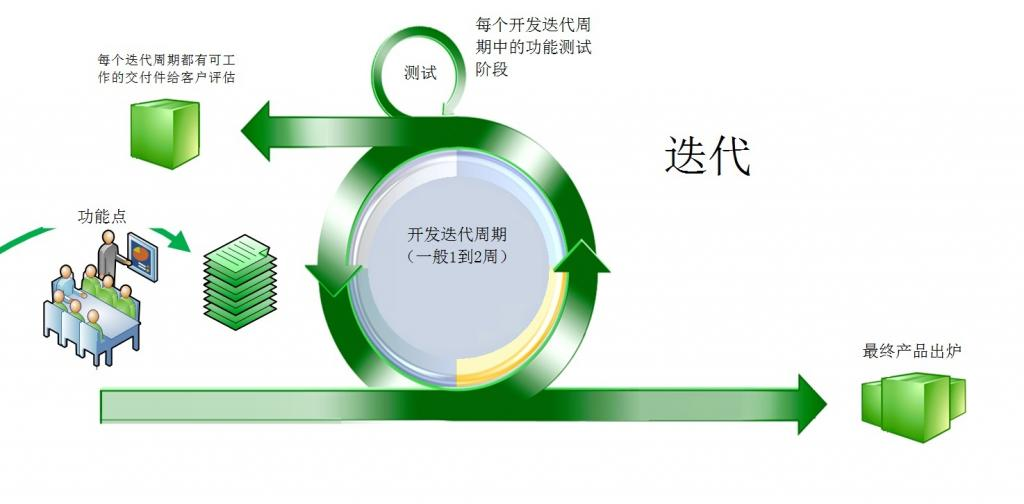 每个开发迭代周
期中的功能测试
阶段
测试
每个迭代周期都有可工
作的交付件给客户评估
迭代
功能点
开发迭代周期
（一般1到2周）
最终产品出炉